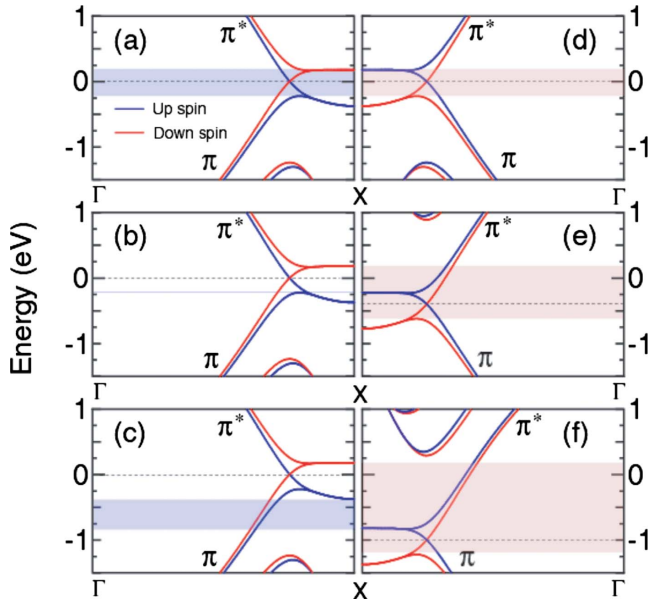 1
(a)
π*
π*
(d)
1
0
0
Up spin
Down spin
-1
π
π
-1
Γ
X
Γ
1
(b)
π*
π*
(e)
1
0
0
-1
π
π
-1
Γ
X
Γ
1
(c)
π*
π*
(f)
1
0
0
-1
π
π
-1
Γ
X
Γ
Energy (eV)